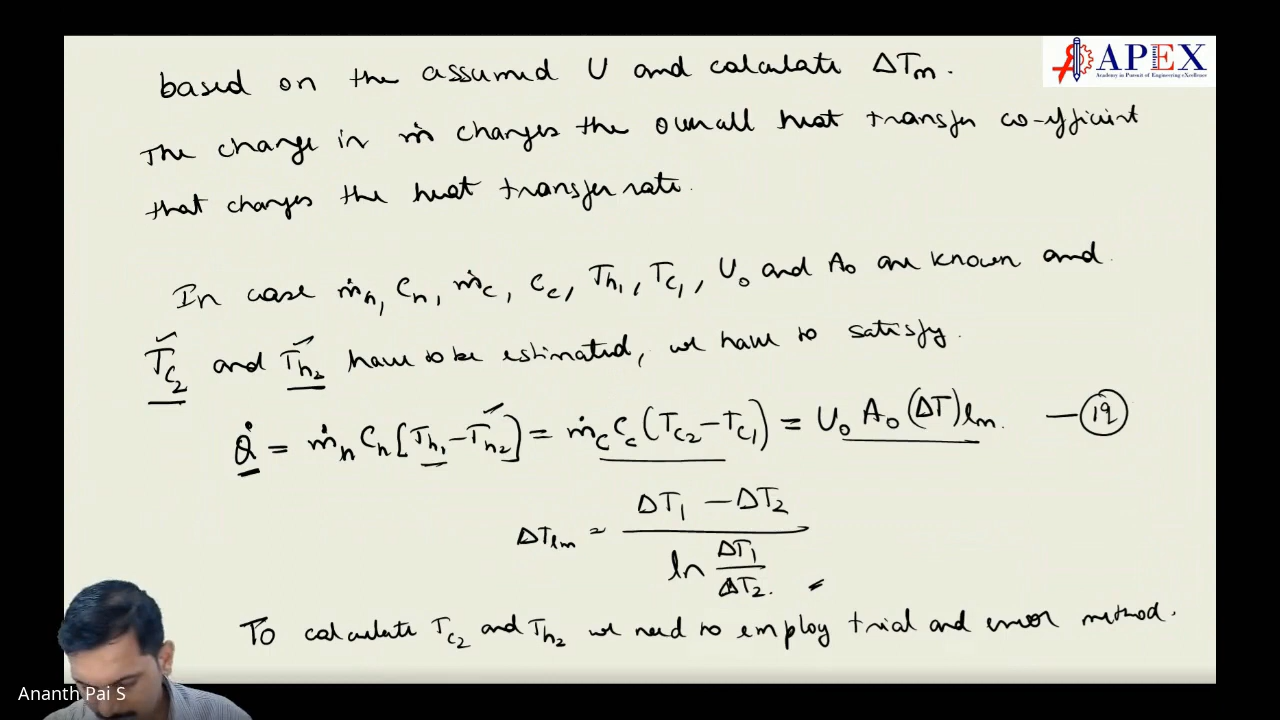 APEX
Academy in Pursuit of Engineering eXcellence
based on the assumed U and calculate ΔTm.
The change in ṁ changes the overall heat transfer co-efficient
that changes the heat transfer rate.
In case ṁh, Ch, ṁc, Cc, Th1, Tc1, U0 and A0 are known and
Tc2 and Th2 have to be estimated, we have to satisfy.
Q̇ = ṁh Ch [Th1 - Th2] = ṁc Cc (Tc2 - Tc1) = U0 A0 (ΔT)lm. — 19
ΔTlm = (ΔT1 - ΔT2) / ln (ΔT1 / ΔT2).
To calculate Tc2 and Th2 we need to employ trial and error method.
Ananth Pai S